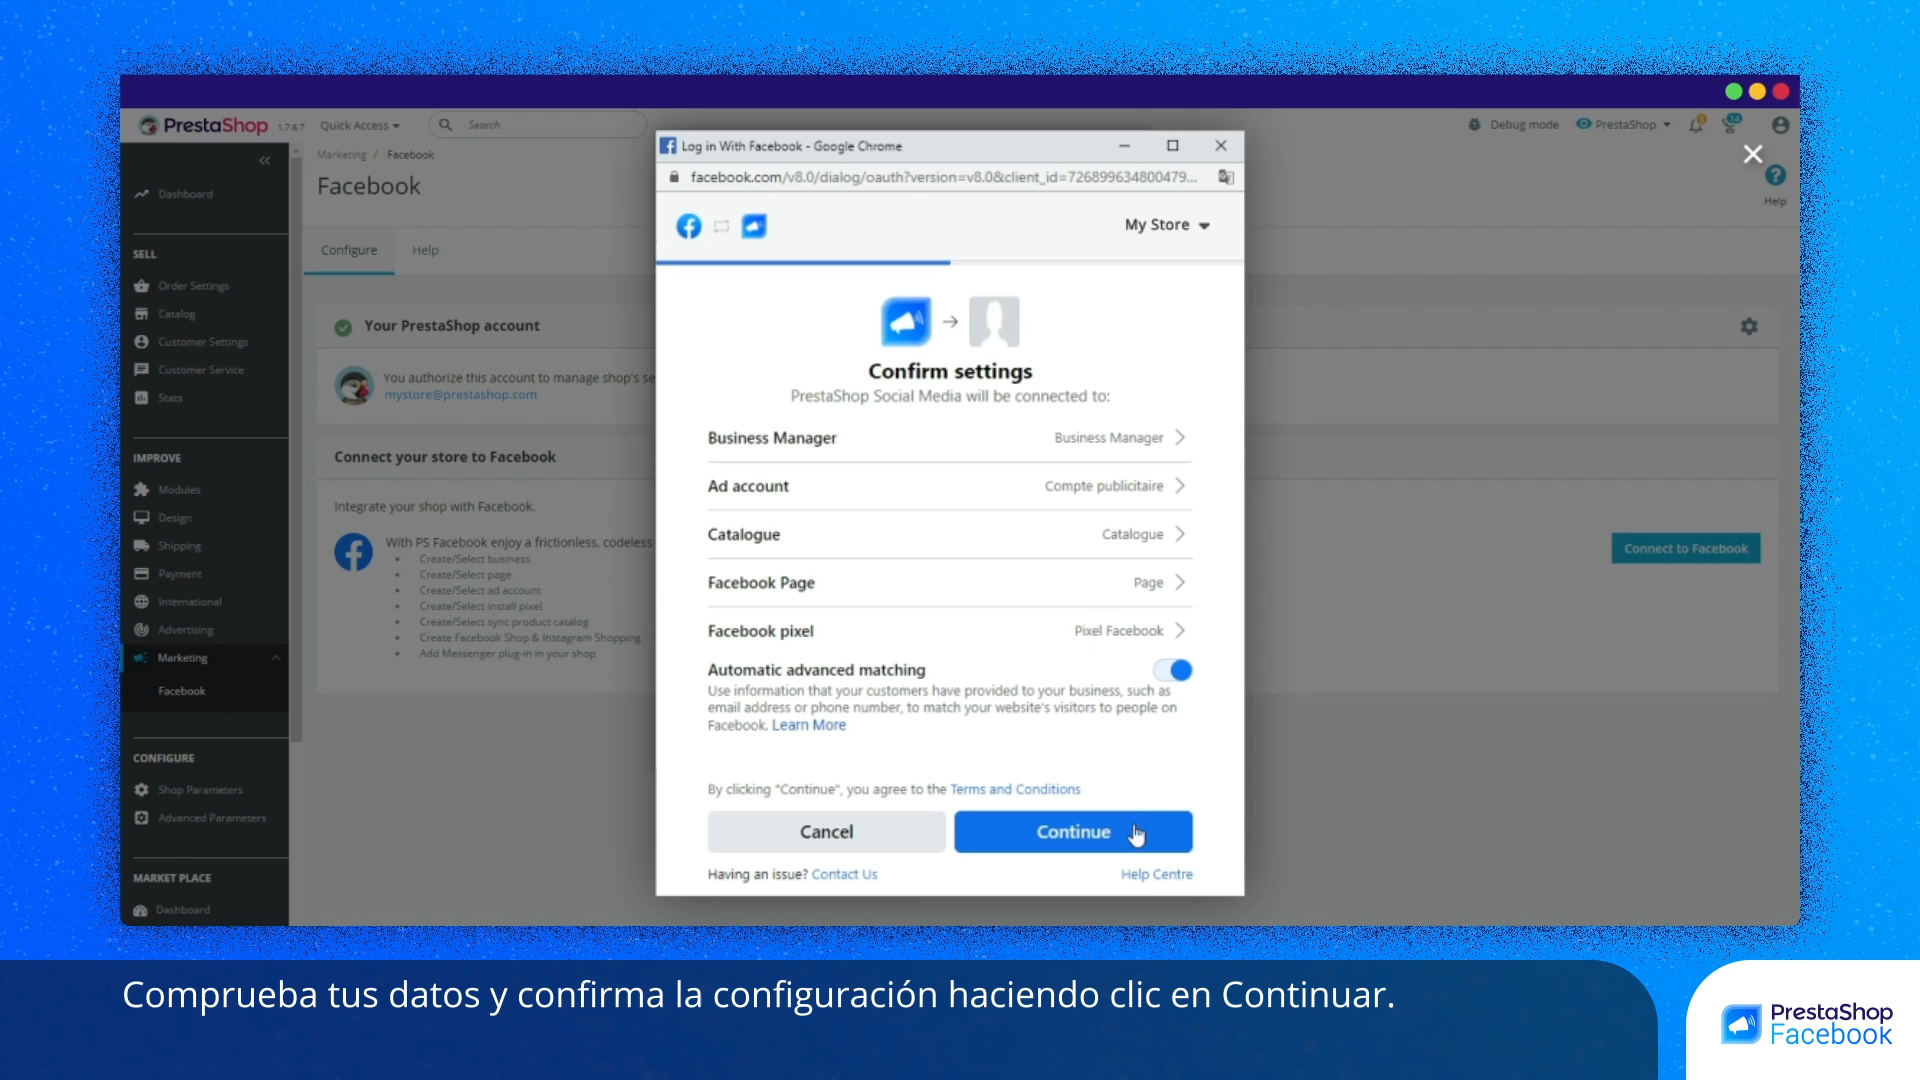 PrestaShop 1.7.6.7 Quick Access Search
Debug mode PrestaShop
Help
Dashboard
SELL
Order Settings
Catalog
Customer Settings
Customer Service
Stats
IMPROVE
Modules
Design
Shipping
Payment
International
Advertising
Marketing
Facebook
CONFIGURE
Shop Parameters
Advanced Parameters
MARKET PLACE
Dashboard
Marketing / Facebook
Facebook
Configure Help
Your PrestaShop account
You authorize this account to manage shop's se
mystore@prestashop.com
Connect your store to Facebook
Integrate your shop with Facebook.
With PS Facebook enjoy a frictionless, codeless
Create/Select business
Create/Select page
Create/Select ad account
Create/Select install pixel
Create/Select sync product catalog
Create Facebook Shop & Instagram Shopping
Add Messenger plug-in in your shop
Connect to Facebook
Log in With Facebook - Google Chrome
facebook.com/v8.0/dialog/oauth?version=v8.0&client_id=726899634800479...
My Store
Confirm settings
PrestaShop Social Media will be connected to:
Business Manager Business Manager
Ad account Compte publicitaire
Catalogue Catalogue
Facebook Page Page
Facebook pixel Pixel Facebook
Automatic advanced matching
Use information that your customers have provided to your business, such as
email address or phone number, to match your website's visitors to people on
Facebook. Learn More
By clicking "Continue", you agree to the Terms and Conditions
Cancel Continue
Having an issue? Contact Us Help Centre
Comprueba tus datos y confirma la configuración haciendo clic en Continuar.
PrestaShop
Facebook